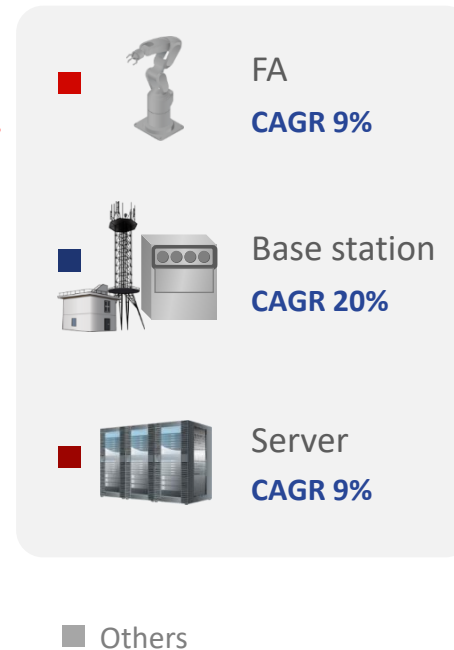 FA
CAGR 9%
Base station
CAGR 20%
Server
CAGR 9%
Others